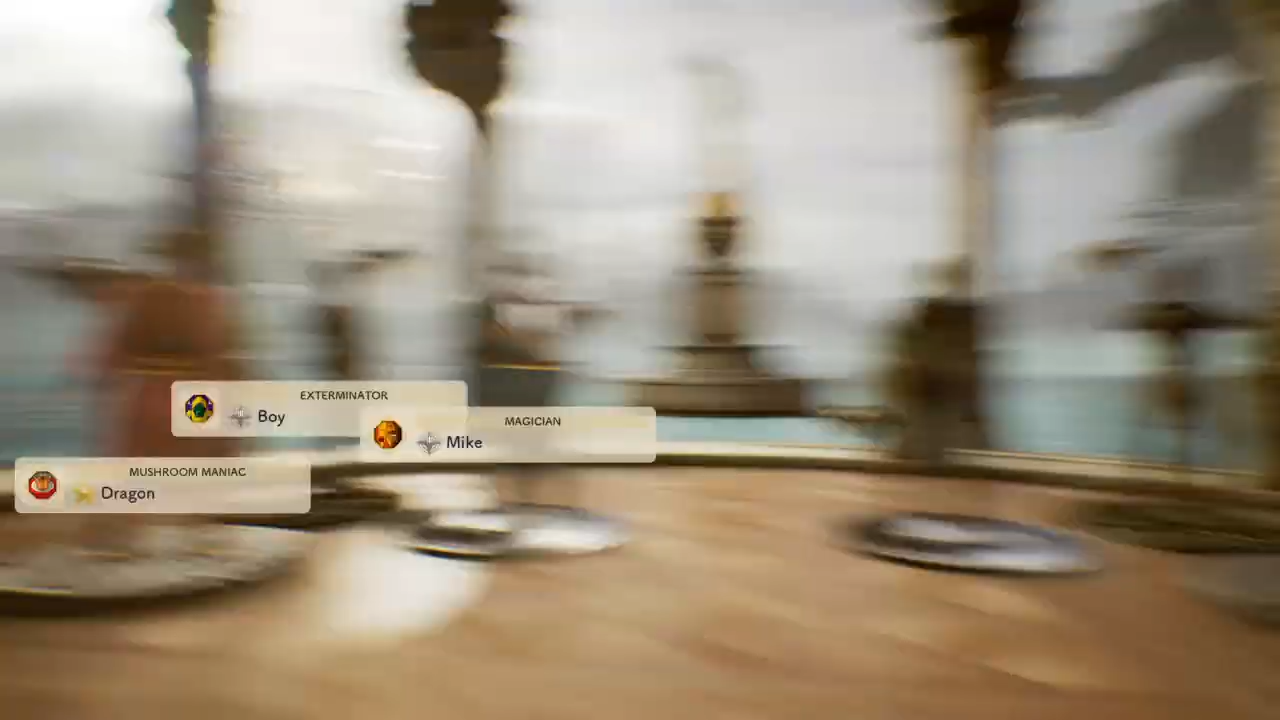 EXTERMINATOR
Boy
MAGICIAN
Mike
MUSHROOM MANIAC
Dragon